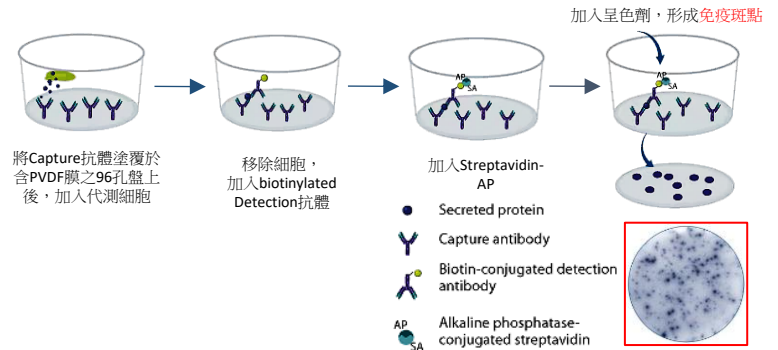 加入呈色劑，形成免疫斑點
AP
SA
AP
SA
將Capture抗體塗覆於
含PVDF膜之96孔盤上
後，加入代測細胞
移除細胞，
加入biotinylated
Detection抗體
加入Streptavidin-
AP
Secreted protein
Capture antibody
Biotin-conjugated detection
antibody
AP
SA
Alkaline phosphatase-
conjugated streptavidin